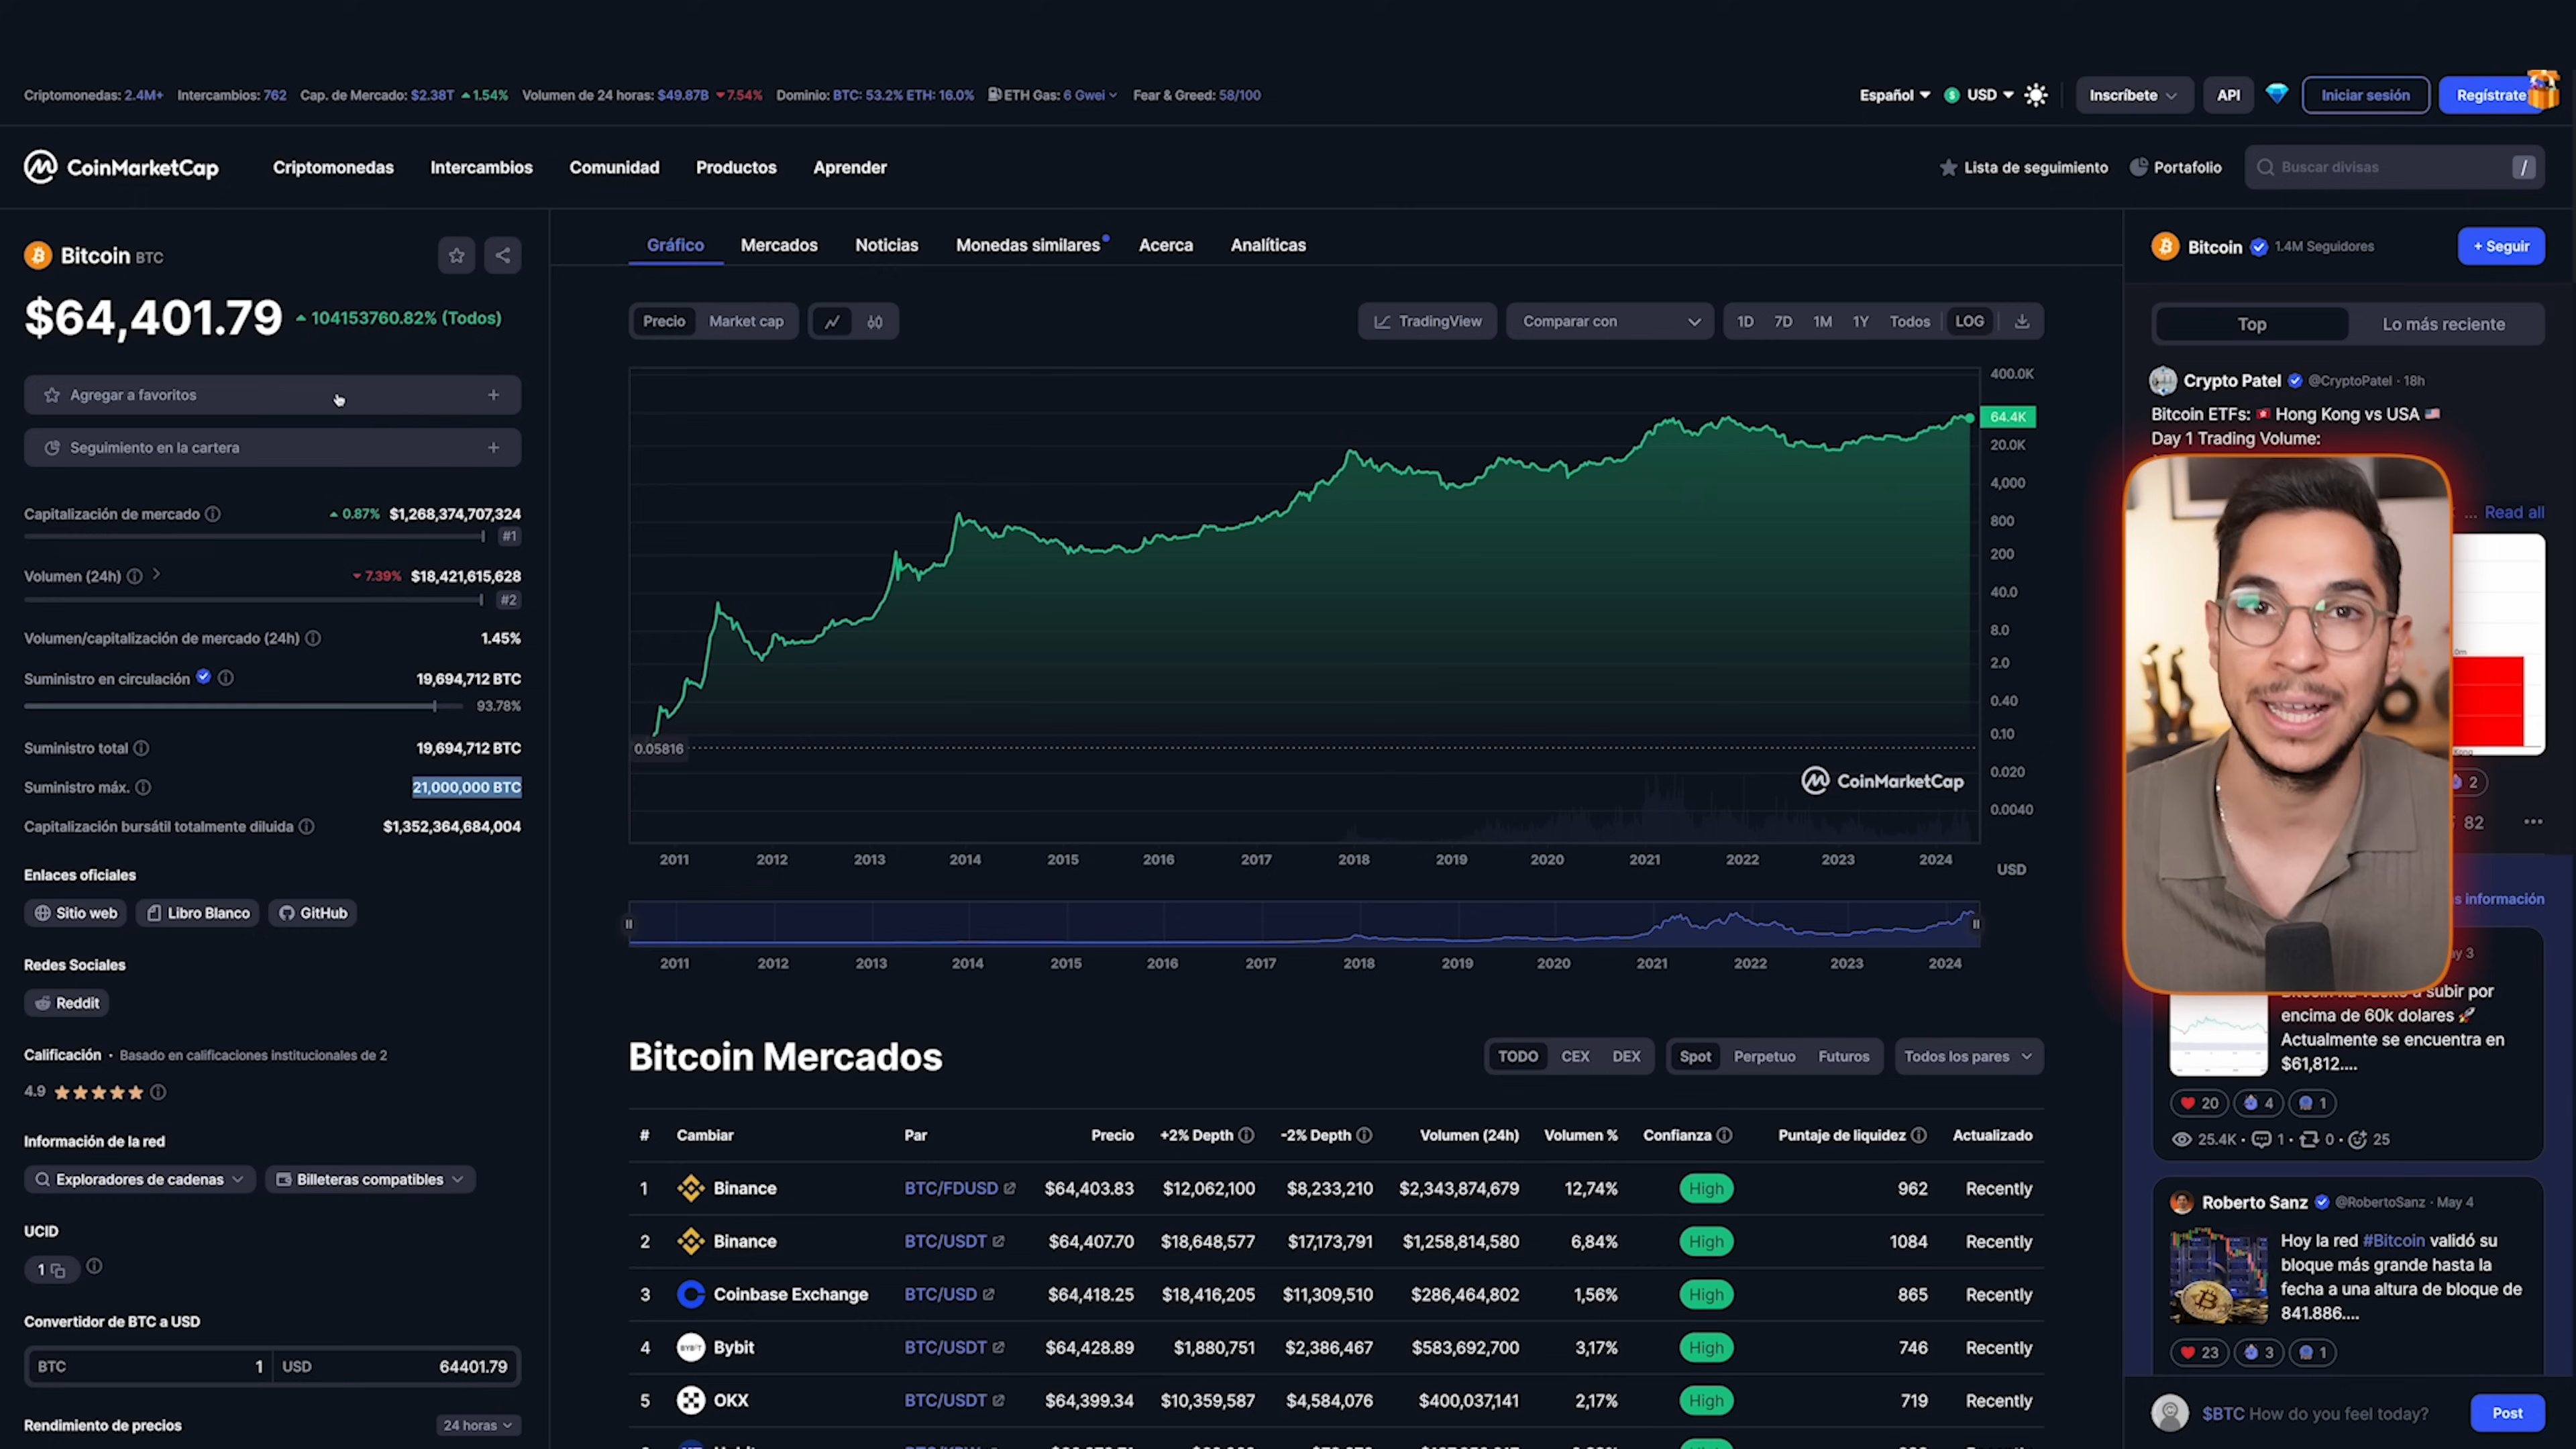 Criptomonedas: 2.4M+ Intercambios: 762 Cap. de Mercado: $2.38T 1.54% Volumen de 24 horas: $49.87B 7.54% Dominio: BTC: 53.2% ETH: 16.0% ETH Gas: 6 Gwei Fear & Greed: 58/100 Español USD Inscríbete API Iniciar sesión Regístrate
CoinMarketCap Criptomonedas Intercambios Comunidad Productos Aprender Lista de seguimiento Portafolio Buscar divisas /
Bitcoin BTC
$64,401.79 104153760.82% (Todos)
Agregar a favoritos +
Seguimiento en la cartera +
Capitalización de mercado 0.87% $1,268,374,707,324
#1
Volumen (24h) 7.39% $18,421,615,628
#2
Volumen/capitalización de mercado (24h) 1.45%
Suministro en circulación 19,694,712 BTC
93.78%
Suministro total 19,694,712 BTC
Suministro máx. 21,000,000 BTC
Capitalización bursátil totalmente diluida $1,352,364,684,004
Enlaces oficiales
Sitio web Libro Blanco GitHub
Redes Sociales
Reddit
Calificación · Basado en calificaciones institucionales de 2
4.9
Información de la red
Exploradores de cadenas Billeteras compatibles
UCID
1
Convertidor de BTC a USD
BTC 1 USD 64401.79
Rendimiento de precios 24 horas
Gráfico Mercados Noticias Monedas similares Acerca Analíticas
Precio Market cap TradingView Comparar con 1D 7D 1M 1Y Todos LOG
400.0K
64.4K
20.0K
4,000
800
200
40.0
8.0
2.0
0.40
0.10
0.05816
0.020
CoinMarketCap
0.0040
2011 2012 2013 2014 2015 2016 2017 2018 2019 2020 2021 2022 2023 2024
USD
2011 2012 2013 2014 2015 2016 2017 2018 2019 2020 2021 2022 2023 2024
Bitcoin Mercados TODO CEX DEX Spot Perpetuo Futuros Todos los pares
# Cambiar Par Precio +2% Depth -2% Depth Volumen (24h) Volumen % Confianza Puntaje de liquidez Actualizado
1 Binance BTC/FDUSD $64,403.83 $12,062,100 $8,233,210 $2,343,874,679 12,74% High 962 Recently
2 Binance BTC/USDT $64,407.70 $18,648,577 $17,173,791 $1,258,814,580 6,84% High 1084 Recently
3 Coinbase Exchange BTC/USD $64,418.25 $18,416,205 $11,309,510 $286,464,802 1,56% High 865 Recently
4 BYBIT Bybit BTC/USDT $64,428.89 $1,880,751 $2,386,467 $583,692,700 3,17% High 746 Recently
5 OKX BTC/USDT $64,399.34 $10,359,587 $4,584,076 $400,037,141 2,17% High 719 Recently
Bitcoin 1.4M Seguidores + Seguir
Top Lo más reciente
Crypto Patel @CryptoPatel · 18h
Bitcoin ETFs: Hong Kong vs USA
Day 1 Trading Volume:
... Read all
2
82 ...
información
3
subir por
encima de 60k dolares
Actualmente se encuentra en
$61,812....
20 4 1
25.4K · 1 · 0 · 25
Roberto Sanz @RobertoSanz · May 4
Hoy la red #Bitcoin validó su
bloque más grande hasta la
fecha a una altura de bloque de
841.886....
23 3 1
$BTC How do you feel today? Post